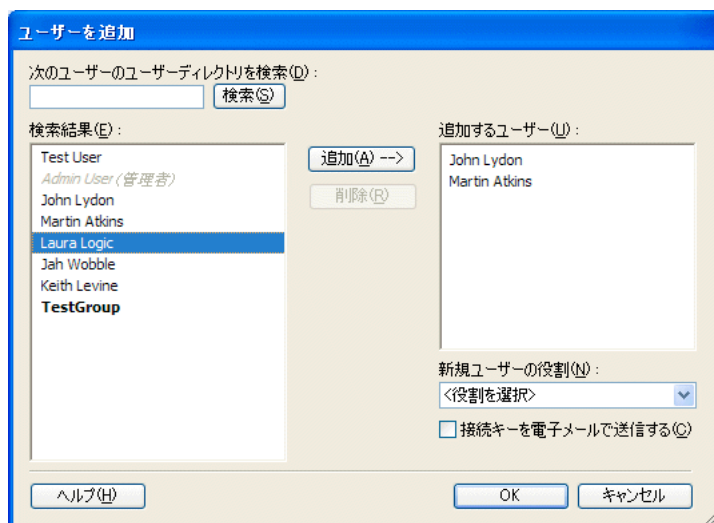 ユーザーを追加
次のユーザーのユーザーディレクトリを検索(D):
検索(S)
検索結果(E):
Test User
Admin User (管理者)
John Lydon
Martin Atkins
Laura Logic
Jah Wobble
Keith Levine
TestGroup
追加(A) -->
削除(R)
追加するユーザー(U):
John Lydon
Martin Atkins
新規ユーザーの役割(N):
<役割を選択>
接続キーを電子メールで送信する(C)
ヘルプ(H)
OK
キャンセル